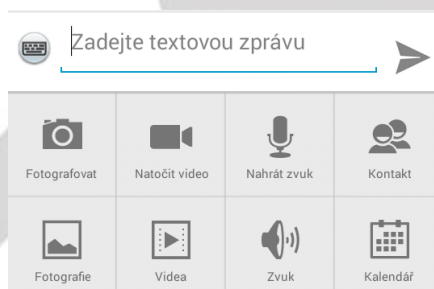 Zadejte textovou zprávu
Fotografovat
Natočit video
Nahrát zvuk
Kontakt
Fotografie
Videa
Zvuk
Kalendář